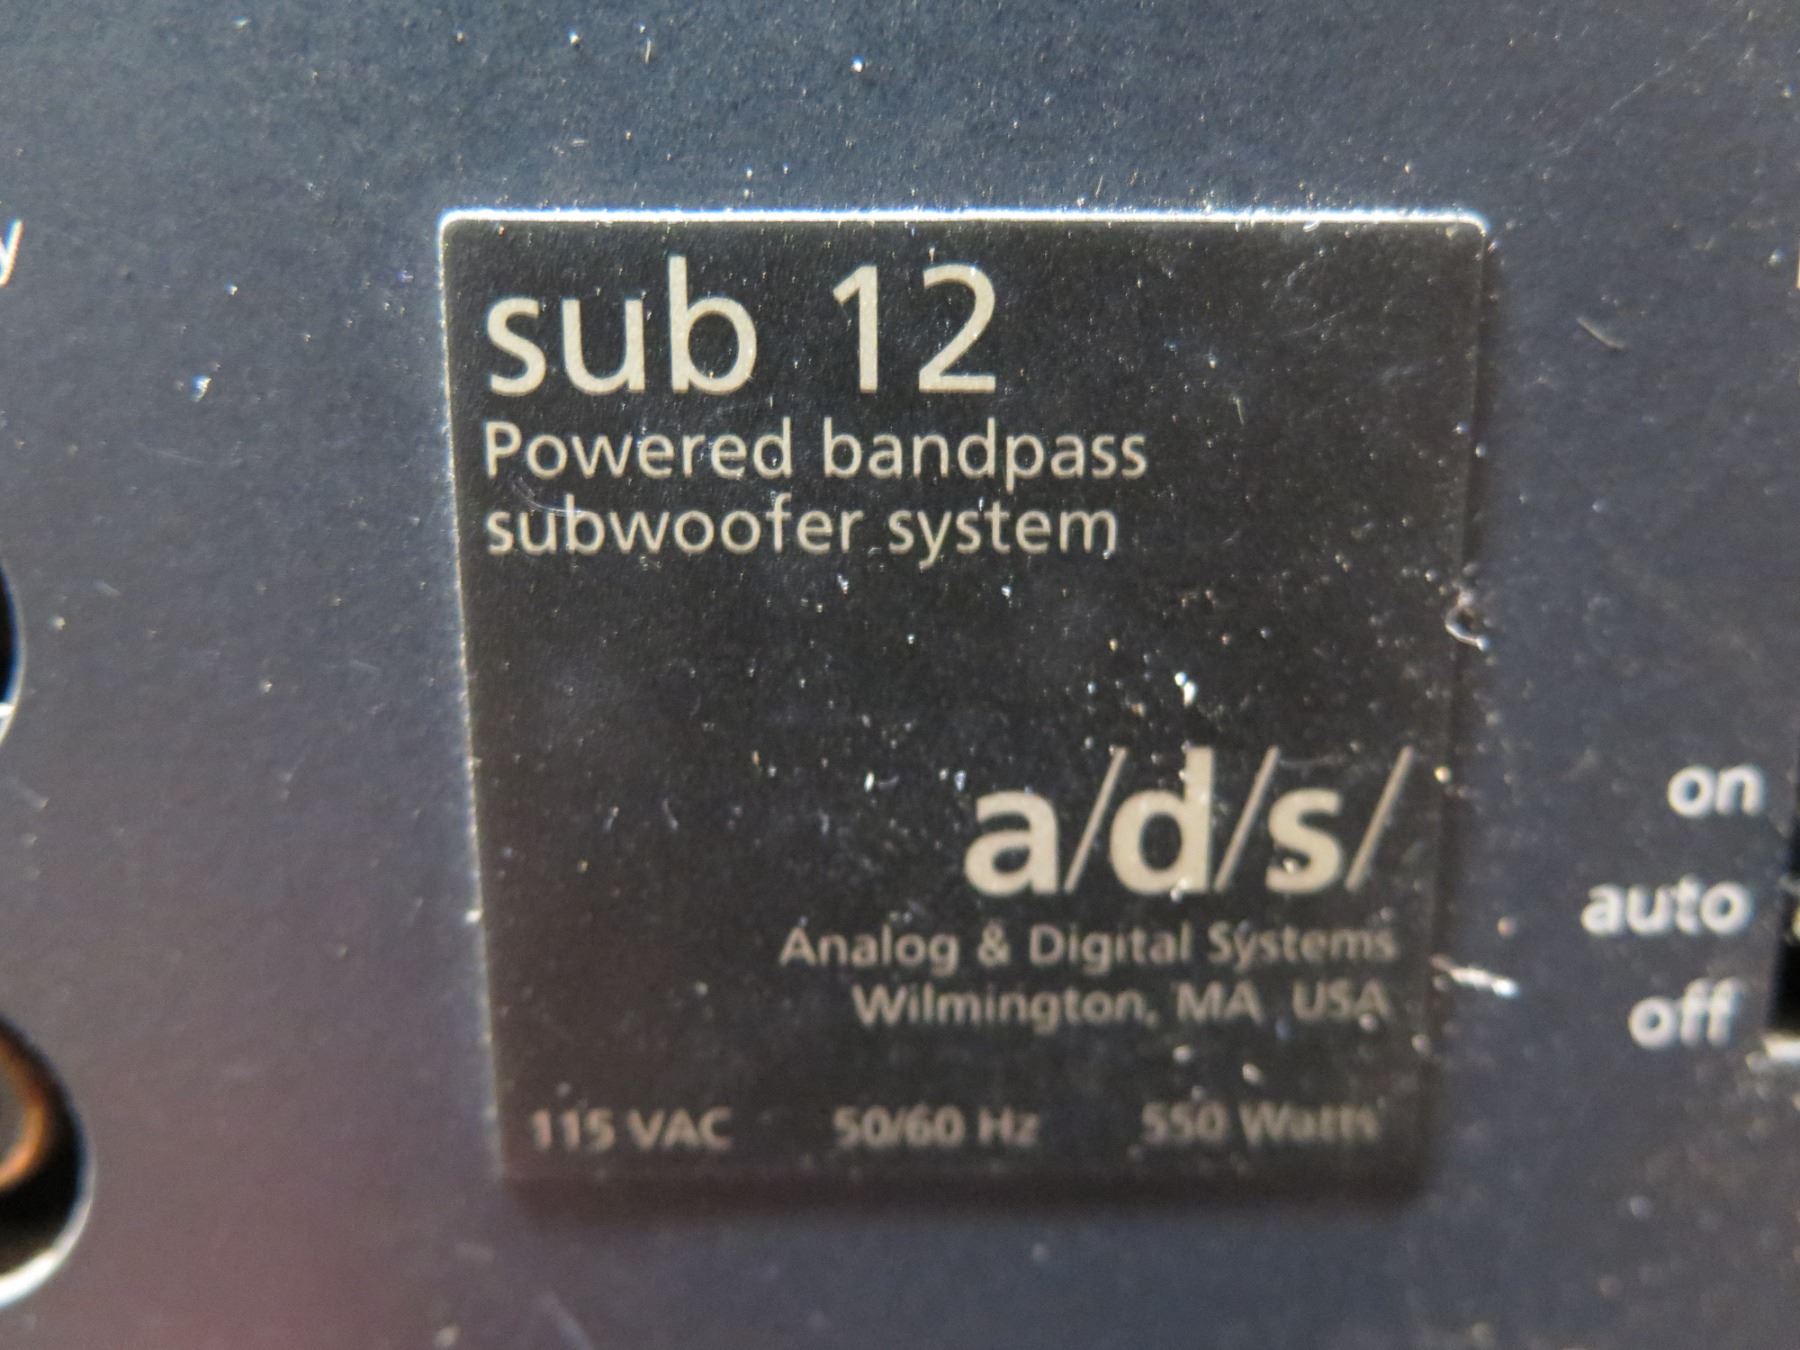 y
sub 12
Powered bandpass
subwoofer system
a/d/s/
Analog & Digital Systems
Wilmington, MA USA
115 VAC 50/60 Hz 550 Watts
on
auto
off